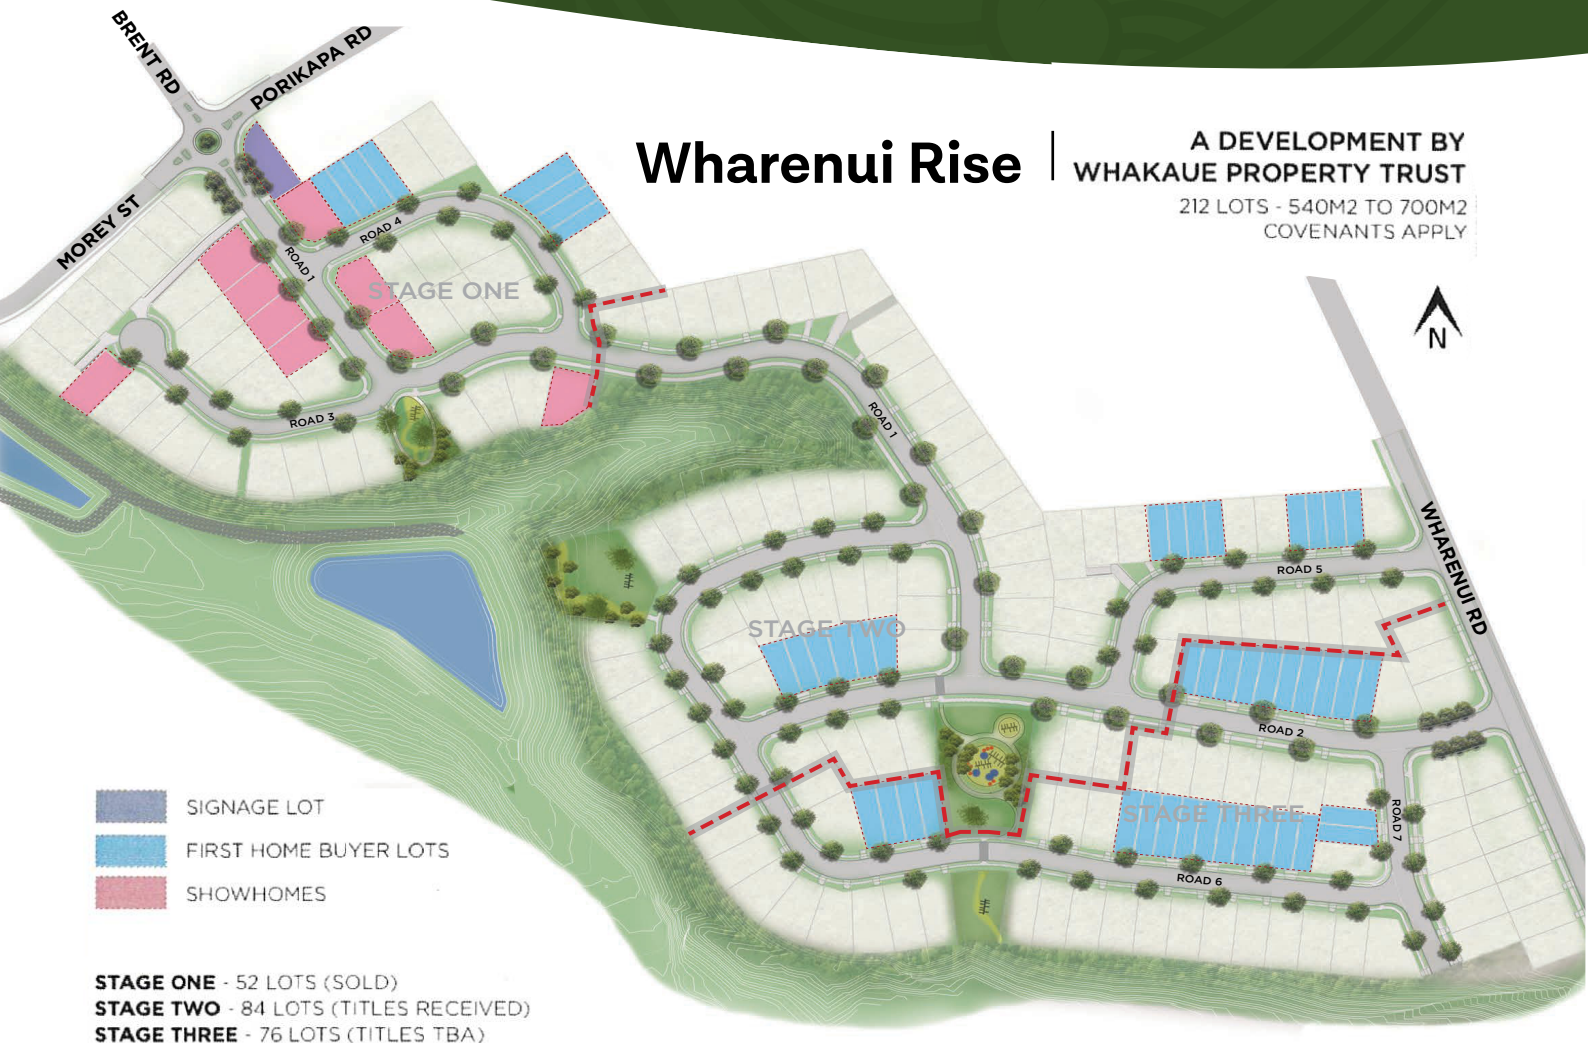 BRENT RD
PORIKAPA RD
Wharenui Rise
A DEVELOPMENT BY
WHAKAUE PROPERTY TRUST
212 LOTS - 540M2 TO 700M2
COVENANTS APPLY
MOREY ST
ROAD 4
ROAD 1
STAGE ONE
N
ROAD 3
ROAD 1
WHARENUI RD
ROAD 5
STAGE TWO
ROAD 2
STAGE THREE
ROAD 7
ROAD 6
SIGNAGE LOT
FIRST HOME BUYER LOTS
SHOWHOMES
STAGE ONE - 52 LOTS (SOLD)
STAGE TWO - 84 LOTS (TITLES RECEIVED)
STAGE THREE - 76 LOTS (TITLES TBA)